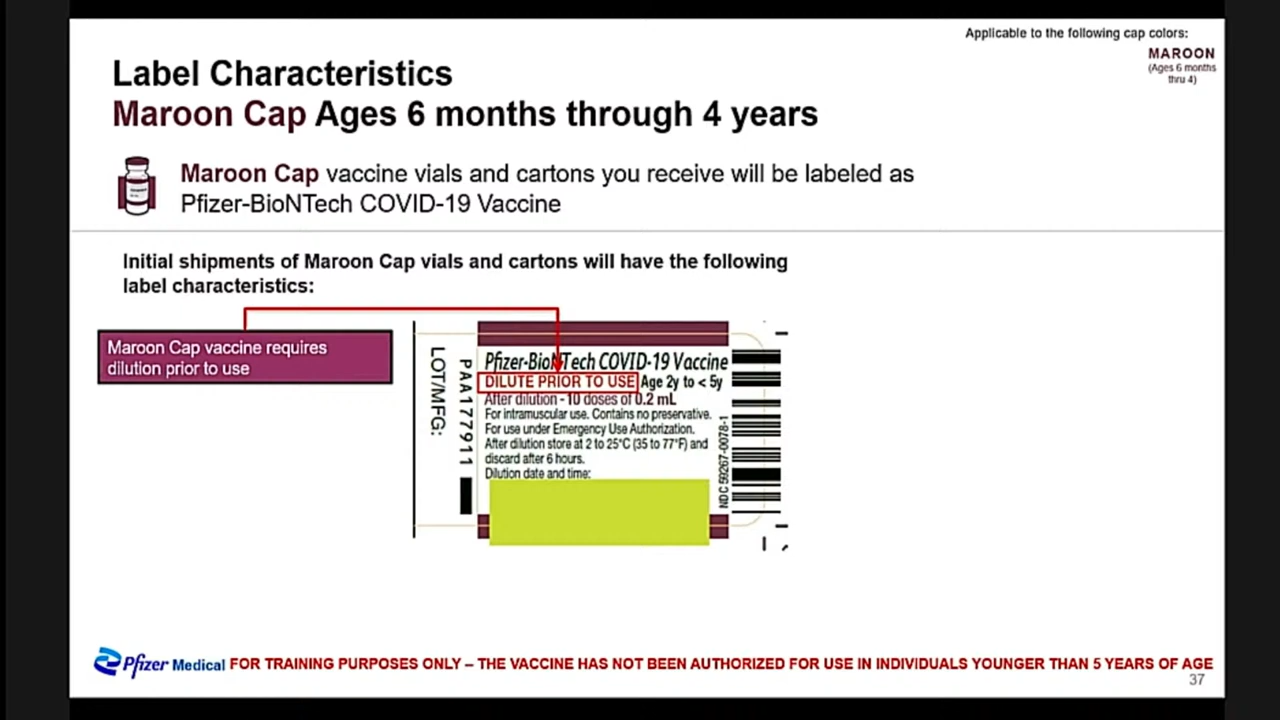 Applicable to the following cap colors:
MAROON
(Ages 6 months
thru 4)
Label Characteristics
Maroon Cap Ages 6 months through 4 years
Maroon Cap vaccine vials and cartons you receive will be labeled as
Pfizer-BioNTech COVID-19 Vaccine
Initial shipments of Maroon Cap vials and cartons will have the following
label characteristics:
Maroon Cap vaccine requires
dilution prior to use
LOT/MFG:
PAA177911
Pfizer-BioNTech COVID-19 Vaccine
DILUTE PRIOR TO USE Age 2y to < 5y
After dilution - 10 doses of 0.2 mL
For intramuscular use. Contains no preservative.
For use under Emergency Use Authorization.
After dilution store at 2 to 25°C (35 to 77°F) and
discard after 6 hours.
Dilution date and time:
NDC 59267-0078-1
Pfizer Medical FOR TRAINING PURPOSES ONLY – THE VACCINE HAS NOT BEEN AUTHORIZED FOR USE IN INDIVIDUALS YOUNGER THAN 5 YEARS OF AGE
37